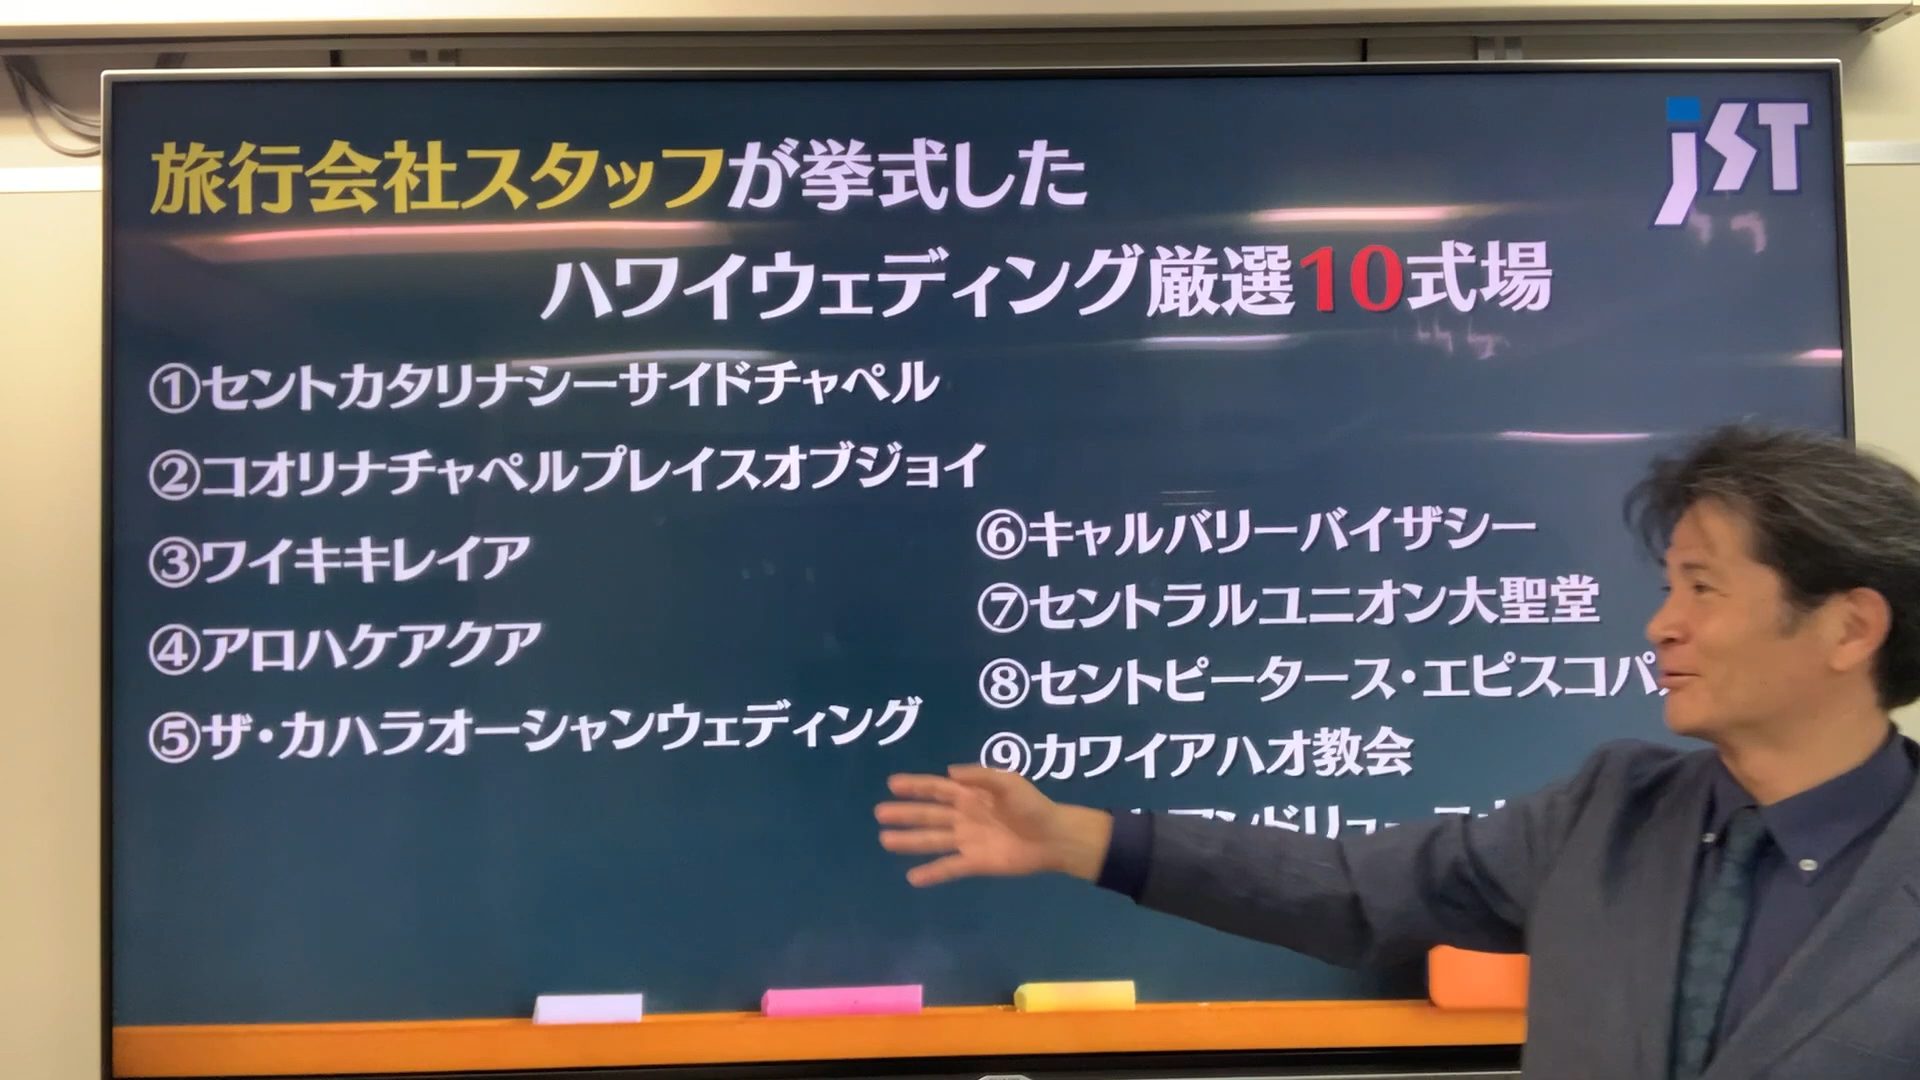 旅行会社スタッフが挙式した
ハワイウェディング厳選10式場
jST
①セントカタリナシーサイドチャペル
②コオリナチャペルプレイスオブジョイ
③ワイキキレイア
④アロハケアクア
⑤ザ・カハラオーシャンウェディング
⑥キャルバリーバイザシー
⑦セントラルユニオン大聖堂
⑧セントピータース・エピスコパ
⑨カワイアハオ教会
アンドリュース